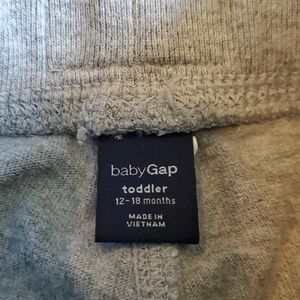 babyGap
toddler
12-18 months
MADE IN
VIETNAM